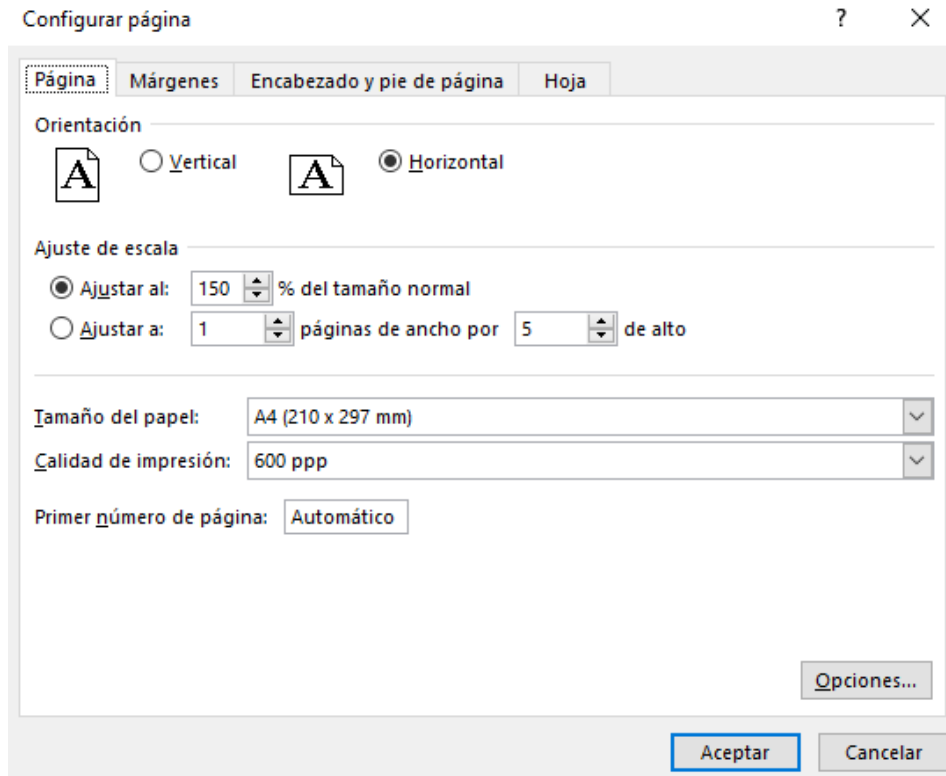 Configurar página ? ✕
Página Márgenes Encabezado y pie de página Hoja
Orientación
A Vertical A Horizontal
Ajuste de escala
Ajustar al: 150 % del tamaño normal
Ajustar a: 1 páginas de ancho por 5 de alto
Tamaño del papel: A4 (210 x 297 mm)
Calidad de impresión: 600 ppp
Primer número de página: Automático
Opciones...
Aceptar Cancelar